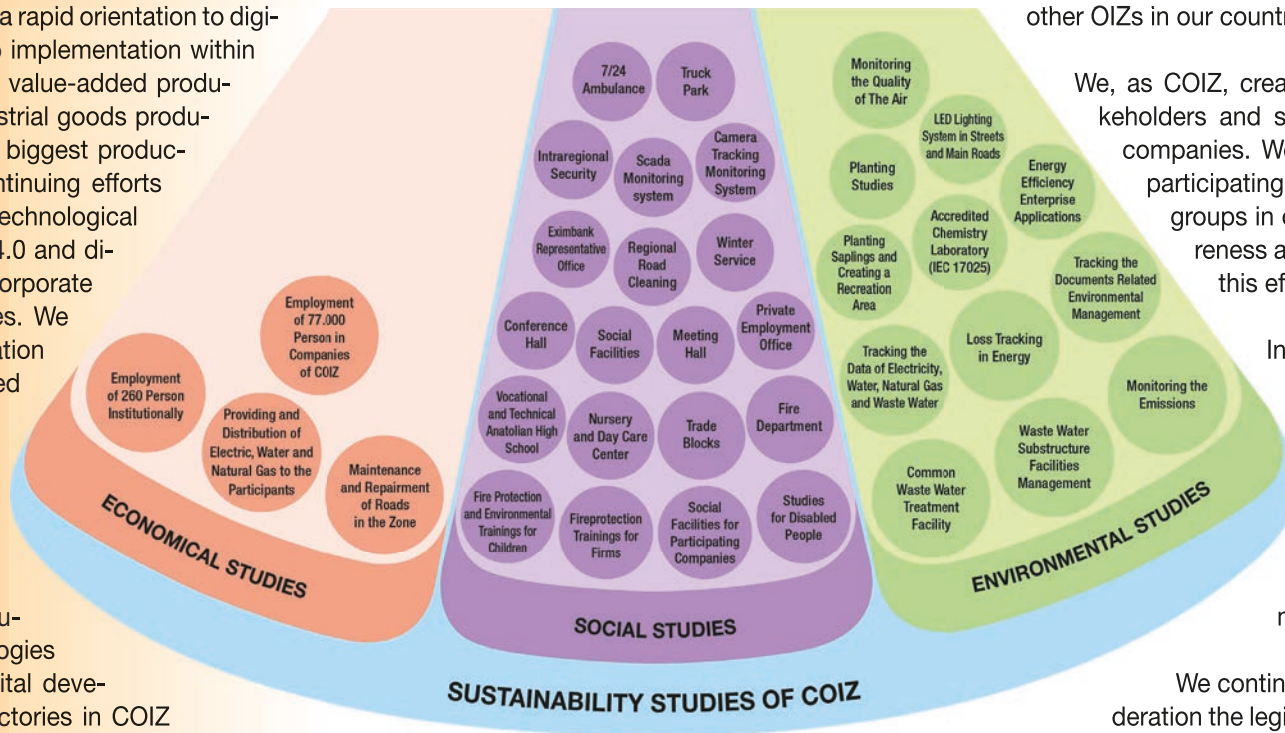 a rapid orientation to digi-
implementation within
value-added produ-
strial goods produ-
biggest produc-
ntinuing efforts
echnological
4.0 and di-
orporate
es. We
ation
ed
u-
ogies
ital deve-
ctories in COIZ
Employment
of 77.000
Person in
Companies
of COIZ
Employment
of 260 Person
Institutionally
Providing and
Distribution of
Electric, Water and
Natural Gas to the
Participants
Maintenance
and Repairment
of Roads
in the Zone
ECONOMICAL STUDIES
7/24
Ambulance
Truck
Park
Intraregional
Security
Scada
Monitoring
system
Camera
Tracking
Monitoring
System
Eximbank
Representative
Office
Regional
Road
Cleaning
Winter
Service
Conference
Hall
Social
Facilities
Meeting
Hall
Private
Employment
Office
Vocational
and Technical
Anatolian High
School
Nursery
and Day Care
Center
Trade
Blocks
Fire
Department
Fire Protection
and Environmental
Trainings for
Children
Fireprotection
Trainings for
Firms
Social
Facilities for
Participating
Companies
Studies
for Disabled
People
SOCIAL STUDIES
Monitoring
the Quality
of The Air
LED Lighting
System in Streets
and Main Roads
Planting
Studies
Energy
Efficiency
Enterprise
Applications
Accredited
Chemistry
Laboratory
(IEC 17025)
Planting
Saplings and
Creating a
Recreation
Area
Tracking the
Documents Related
Environmental
Management
Loss Tracking
in Energy
Tracking the
Data of Electricity,
Water, Natural Gas
and Waste Water
Monitoring the
Emissions
Waste Water
Substructure
Facilities
Management
Common
Waste Water
Treatment
Facility
ENVIRONMENTAL STUDIES
SUSTAINABILITY STUDIES OF COIZ
other OIZs in our countr
We, as COIZ, crea
keholders and s
companies. We
participating
groups in
reness a
this ef
In
We contin
deration the legi